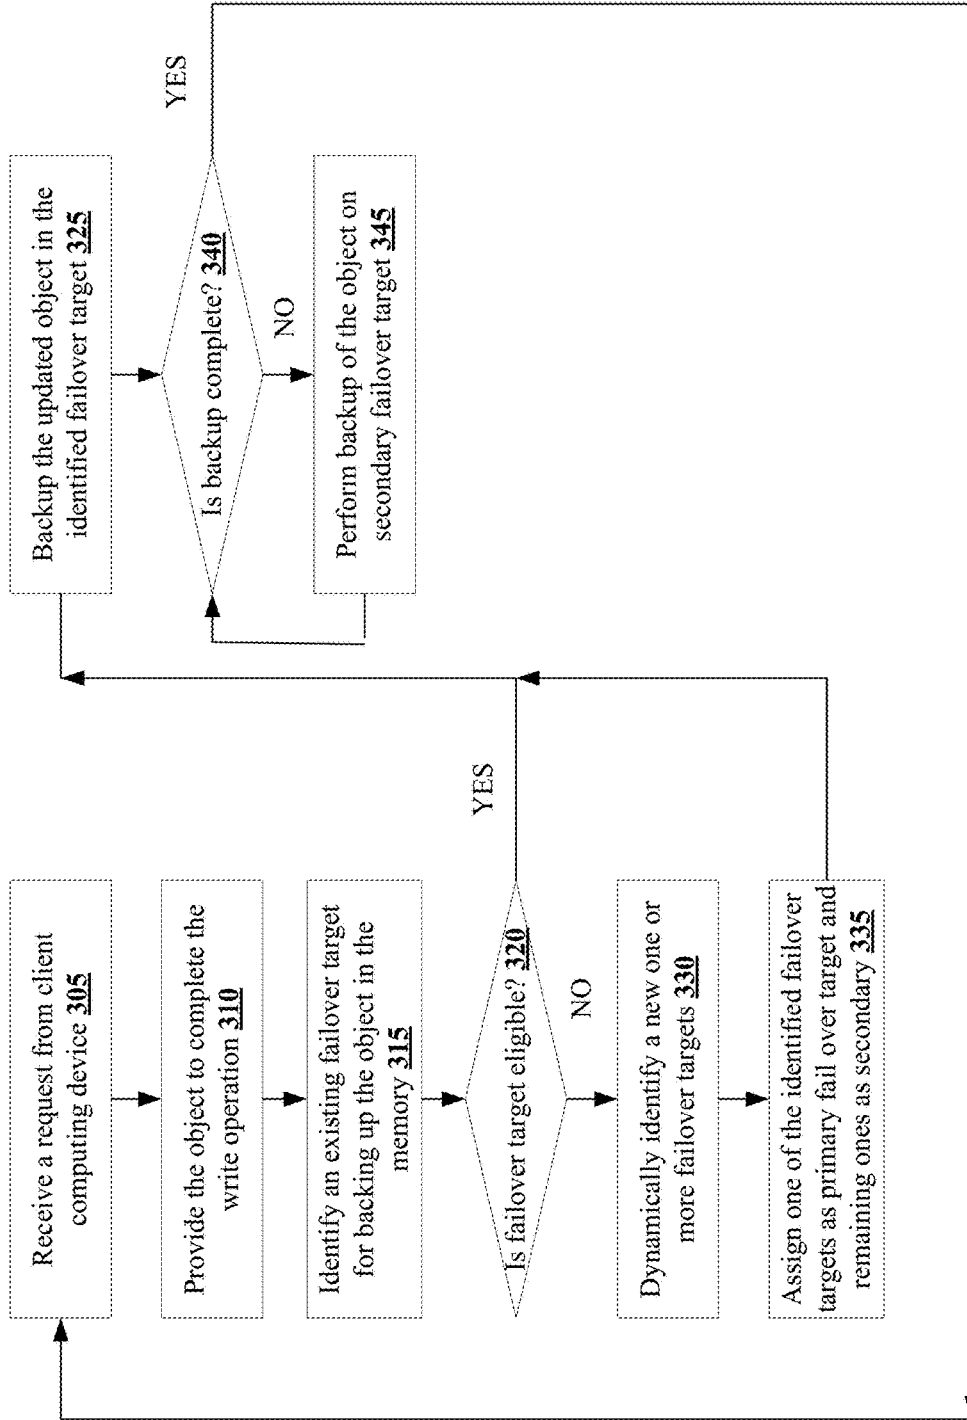 Receive a request from client
computing device 305
Provide the object to complete the
write operation 310
Identify an existing failover target
for backing up the object in the
memory 315
Is failover target eligible? 320
YES
NO
Dynamically identify a new one or
more failover targets 330
Assign one of the identified failover
targets as primary fail over target and
remaining ones as secondary 335
Backup the updated object in the
identified failover target 325
Is backup complete? 340
YES
NO
Perform backup of the object on
secondary failover target 345